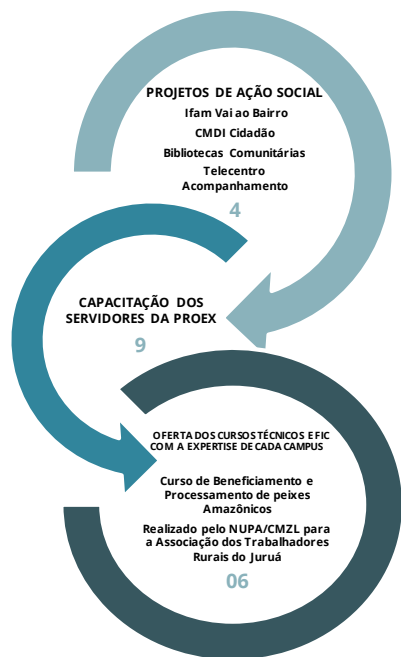 PROJETOS DE AÇÃO SOCIAL
Ifam Vai ao Bairro
CMDI Cidadão
Bibliotecas Comunitárias
Telecentro
Acompanhamento
4
CAPACITAÇÃO DOS
SERVIDORES DA PROEX
9
OFERTA DOS CURSOS TÉCNICOS E FIC
COM A EXPERTISE DE CADA CAMPUS
Curso de Beneficiamento e
Processamento de peixes
Amazônicos
Realizado pelo NUPA/CMZL para
a Associação dos Trabalhadores
Rurais do Juruá
06